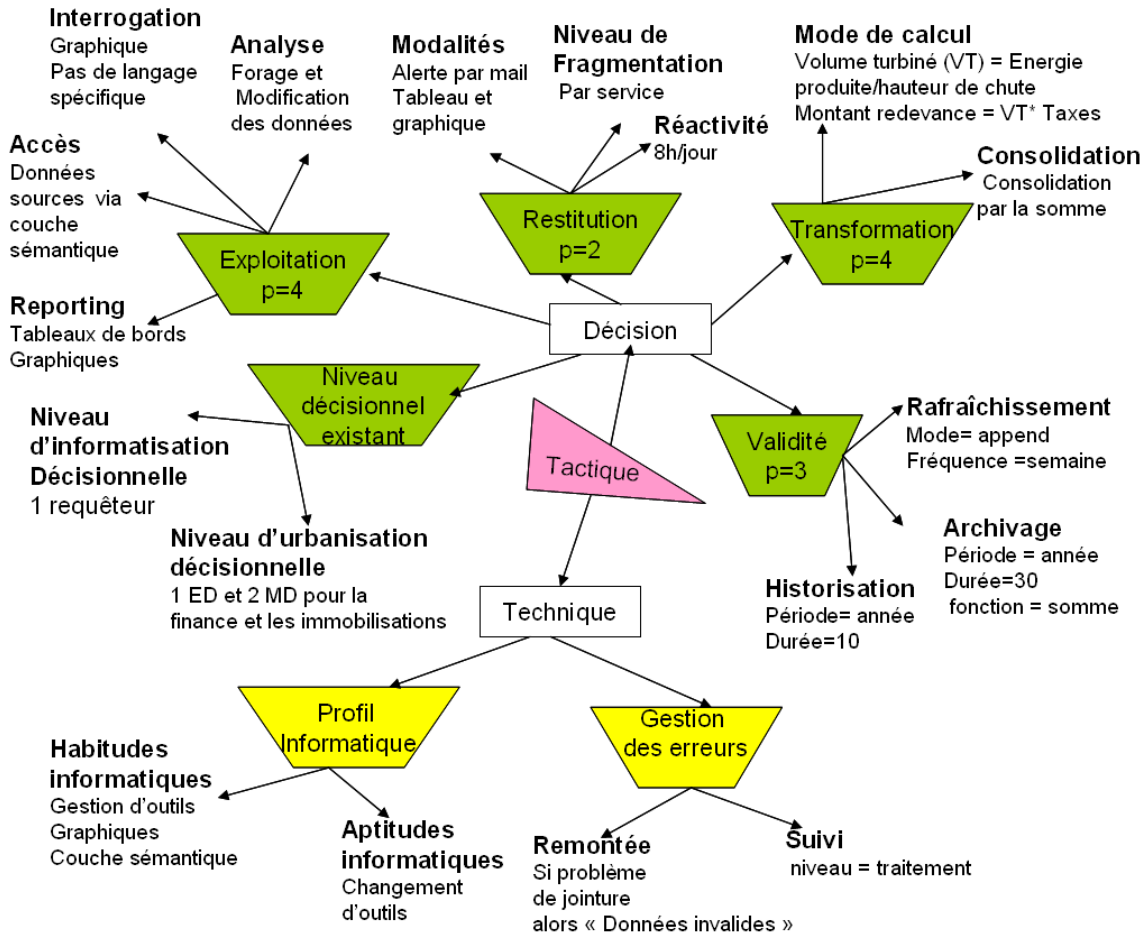 Interrogation
Graphique
Pas de langage
spécifique
Analyse
Forage et
Modification
des données
Modalités
Alerte par mail
Tableau et
graphique
Niveau de
Fragmentation
Par service
Réactivité
8h/jour
Mode de calcul
Volume turbiné (VT) = Energie
produite/hauteur de chute
Montant redevance = VT* Taxes
Consolidation
Consolidation
par la somme
Accès
Données
sources via
couche
sémantique
Reporting
Tableaux de bords
Graphiques
Exploitation
p=4
Restitution
p=2
Transformation
p=4
Décision
Niveau
décisionnel
existant
Niveau
d'informatisation
Décisionnelle
1 requêteur
Niveau d'urbanisation
décisionnelle
1 ED et 2 MD pour la
finance et les immobilisations
Tactique
Validité
p=3
Rafraîchissement
Mode= append
Fréquence =semaine
Archivage
Période = année
Durée=30
fonction = somme
Historisation
Période= année
Durée=10
Technique
Profil
Informatique
Gestion
des erreurs
Habitudes
informatiques
Gestion d'outils
Graphiques
Couche sémantique
Aptitudes
informatiques
Changement
d'outils
Remontée
Si problème
de jointure
alors « Données invalides »
Suivi
niveau = traitement